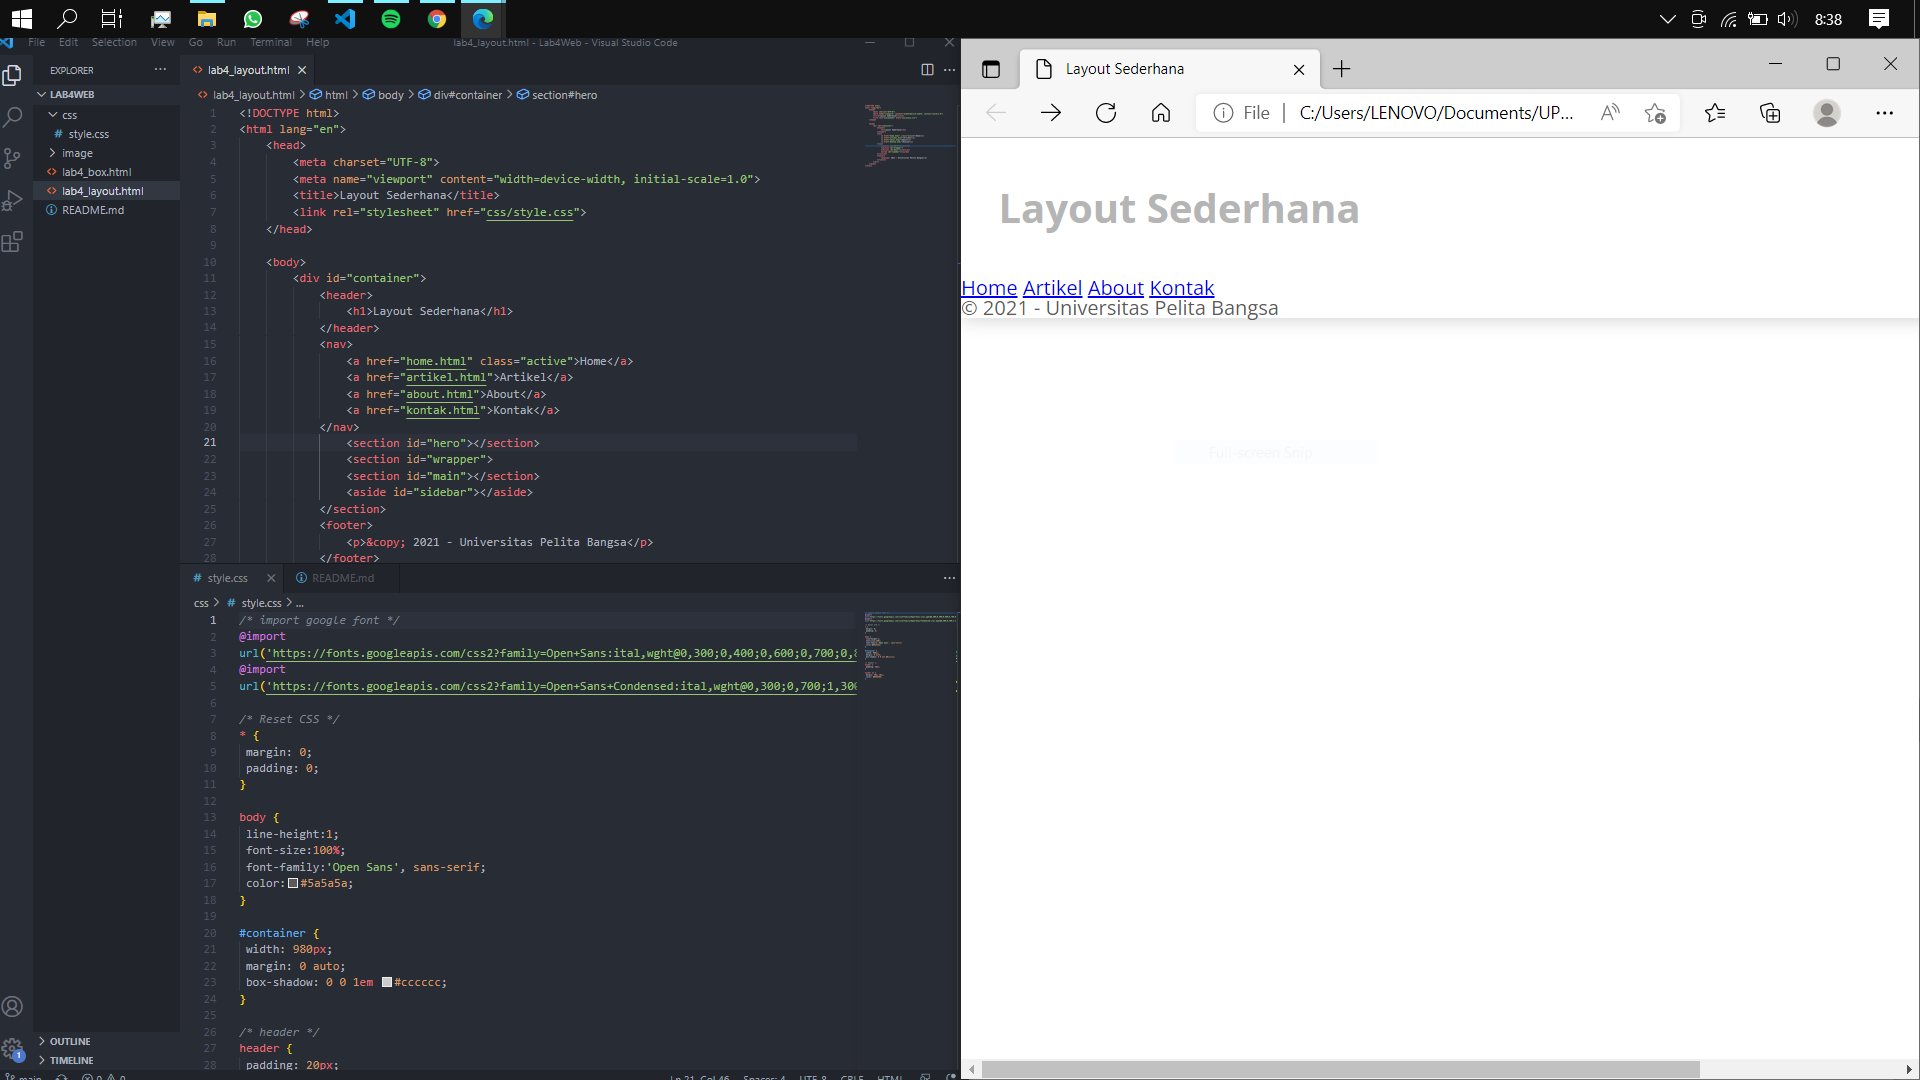 8:38
File Edit Selection View Go Run Terminal Help
lab4_layout.html - Lab4Web - Visual Studio Code
EXPLORER
LAB4WEB
css
# style.css
image
<> lab4_box.html
<> lab4_layout.html
README.md
OUTLINE
TIMELINE
1
<> lab4_layout.html
<> lab4_layout.html > html > body > div#container > section#hero
1 <!DOCTYPE html>
2 <html lang="en">
3 <head>
4 <meta charset="UTF-8">
5 <meta name="viewport" content="width=device-width, initial-scale=1.0">
6 <title>Layout Sederhana</title>
7 <link rel="stylesheet" href="css/style.css">
8 </head>
9
10 <body>
11 <div id="container">
12 <header>
13 <h1>Layout Sederhana</h1>
14 </header>
15 <nav>
16 <a href="home.html" class="active">Home</a>
17 <a href="artikel.html">Artikel</a>
18 <a href="about.html">About</a>
19 <a href="kontak.html">Kontak</a>
20 </nav>
21 <section id="hero"></section>
22 <section id="wrapper">
23 <section id="main"></section>
24 <aside id="sidebar"></aside>
25 </section>
26 <footer>
27 <p>&copy; 2021 - Universitas Pelita Bangsa</p>
28 </footer>
# style.css
README.md
css > # style.css > ...
1 /* import google font */
2 @import
3 url('https://fonts.googleapis.com/css2?family=Open+Sans:ital,wght@0,300;0,400;0,600;0,700;0,8
4 @import
5 url('https://fonts.googleapis.com/css2?family=Open+Sans+Condensed:ital,wght@0,300;0,700;1,300
6
7 /* Reset CSS */
8 * {
9 margin: 0;
10 padding: 0;
11 }
12
13 body {
14 line-height:1;
15 font-size:100%;
16 font-family:'Open Sans', sans-serif;
17 color:#5a5a5a;
18 }
19
20 #container {
21 width: 980px;
22 margin: 0 auto;
23 box-shadow: 0 0 1em #cccccc;
24 }
25
26 /* header */
27 header {
28 padding: 20px;
Layout Sederhana
File | C:/Users/LENOVO/Documents/UP...
Layout Sederhana
Home Artikel About Kontak
© 2021 - Universitas Pelita Bangsa
Full-screen Snip